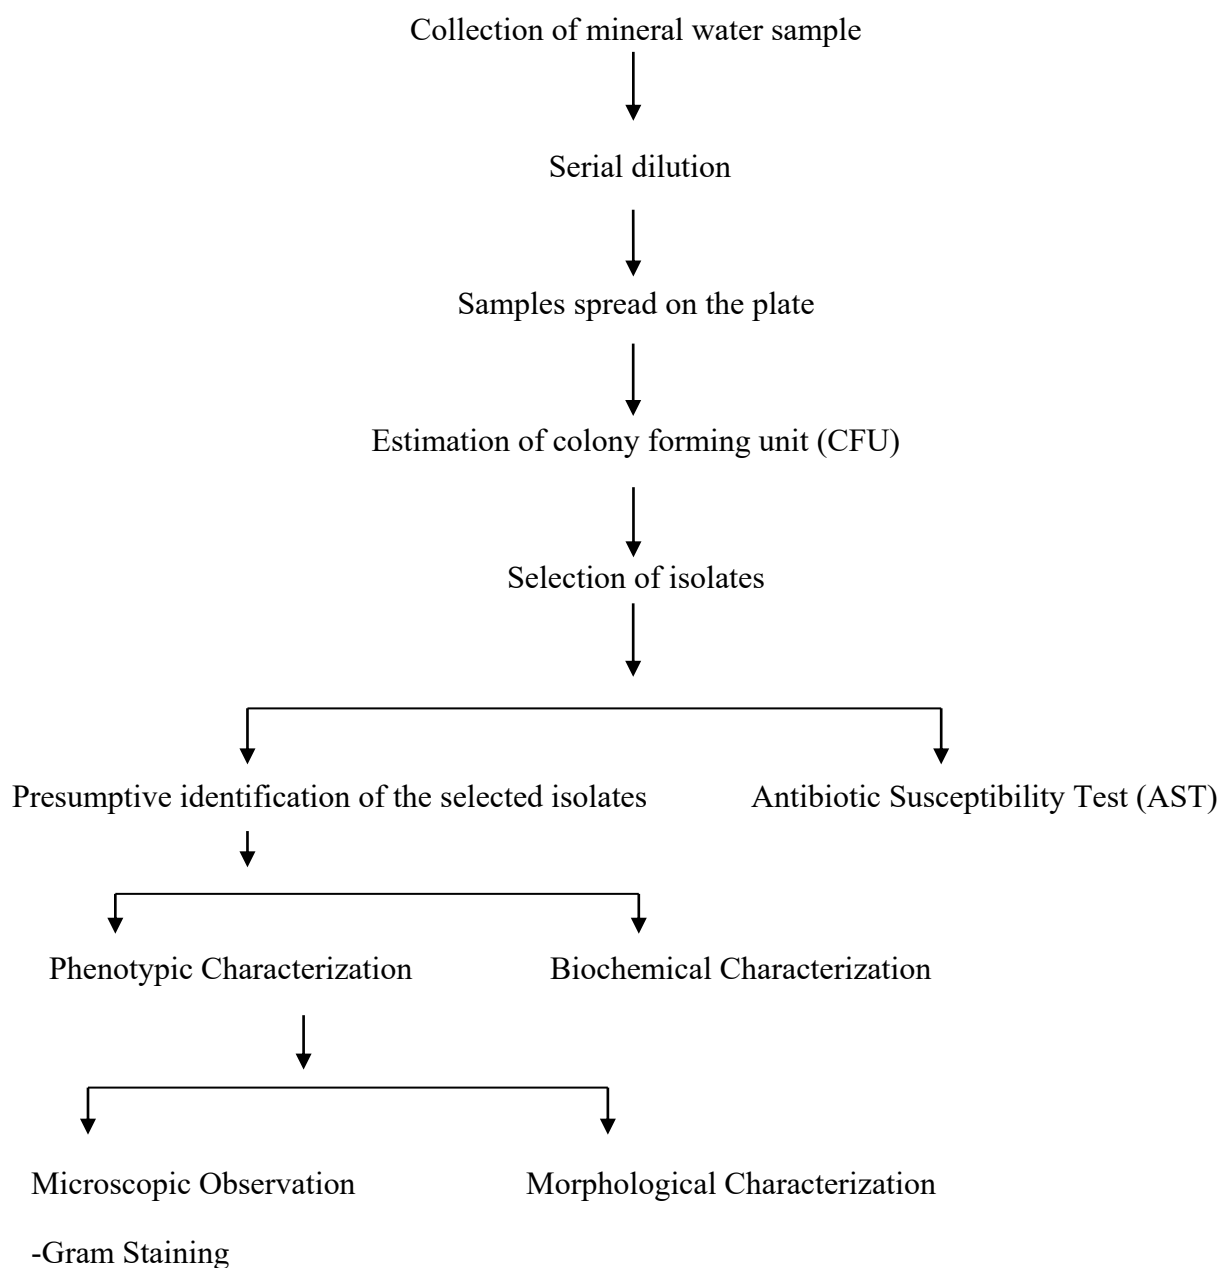 Collection of mineral water sample
Serial dilution
Samples spread on the plate
Estimation of colony forming unit (CFU)
Selection of isolates
Presumptive identification of the selected isolates
Antibiotic Susceptibility Test (AST)
Phenotypic Characterization
Biochemical Characterization
Microscopic Observation
Morphological Characterization
-Gram Staining